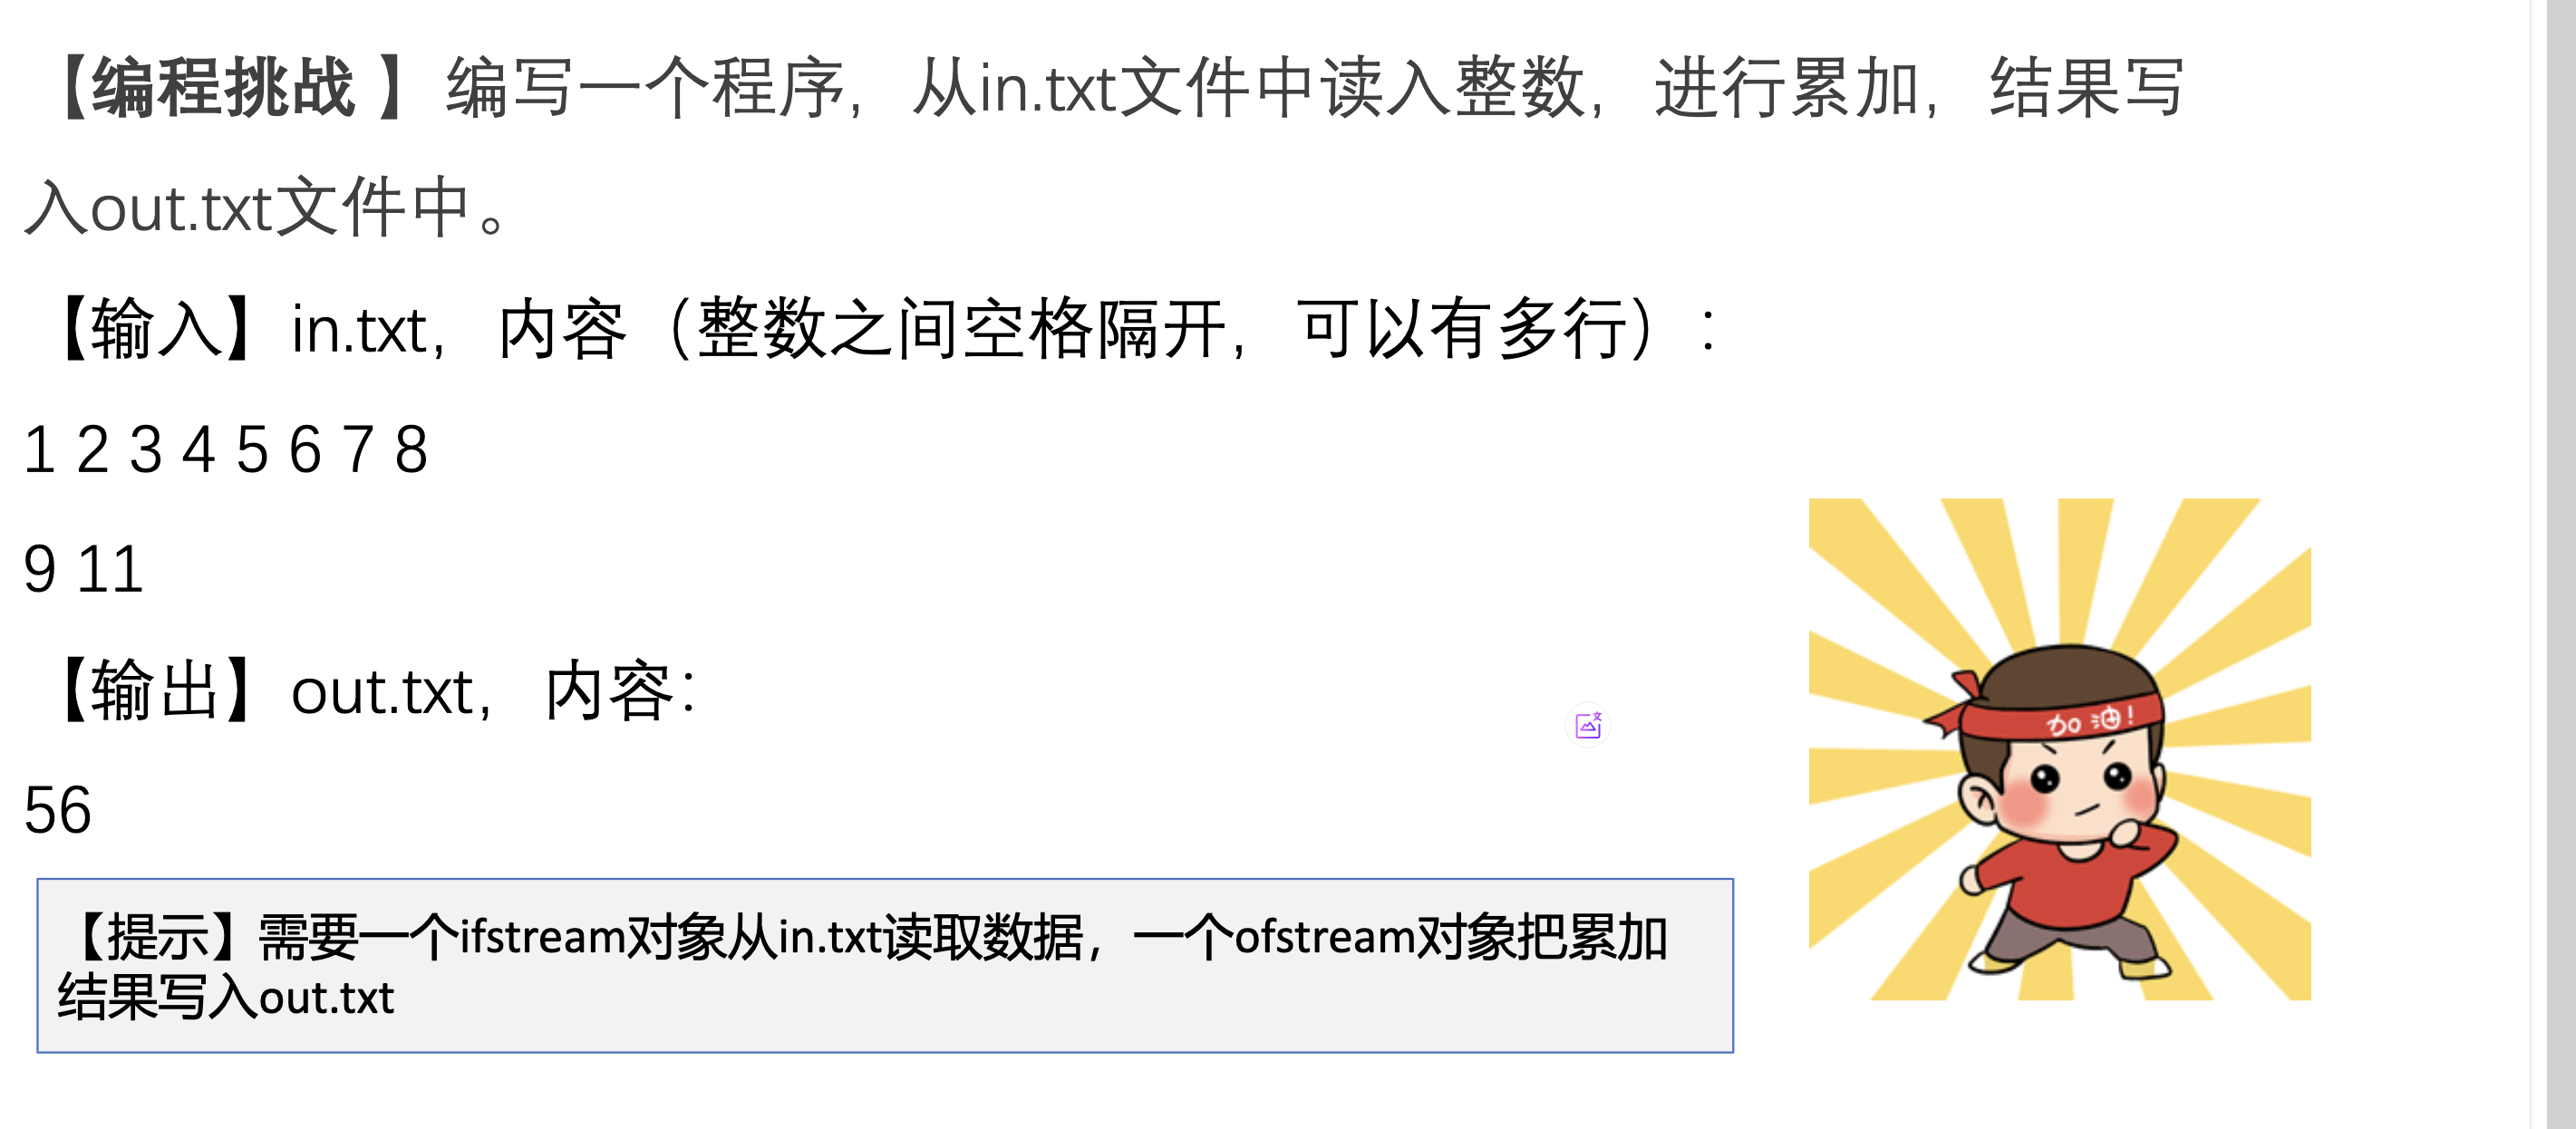 【编程挑战 】编写一个程序，从in.txt文件中读入整数，进行累加，结果写
入out.txt文件中。
【输入】in.txt，内容（整数之间空格隔开，可以有多行）：
1 2 3 4 5 6 7 8
9 11
【输出】out.txt，内容：
56
【提示】需要一个ifstream对象从in.txt读取数据，一个ofstream对象把累加
结果写入out.txt
加油！